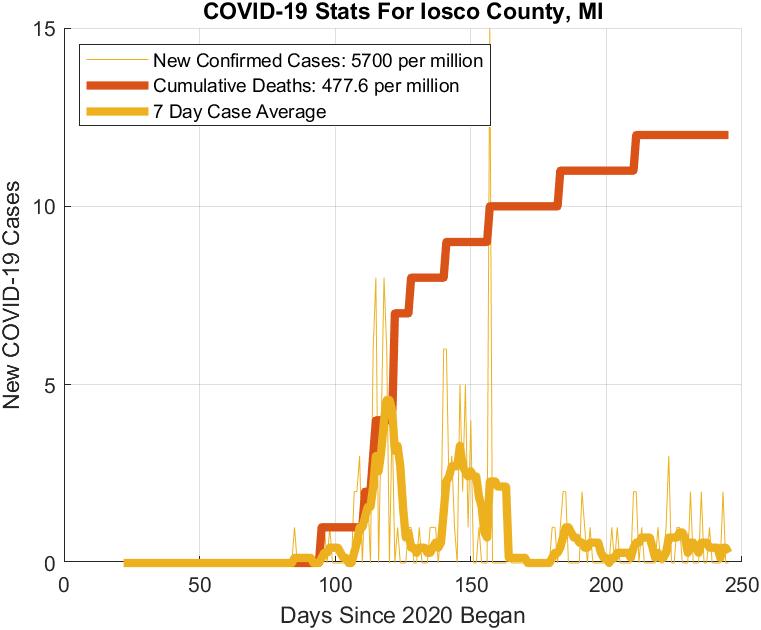 COVID-19 Stats For Iosco County, MI
New Confirmed Cases: 5700 per million
Cumulative Deaths: 477.6 per million
7 Day Case Average
New COVID-19 Cases
15
10
5
0
0 50 100 150 200 250
Days Since 2020 Began